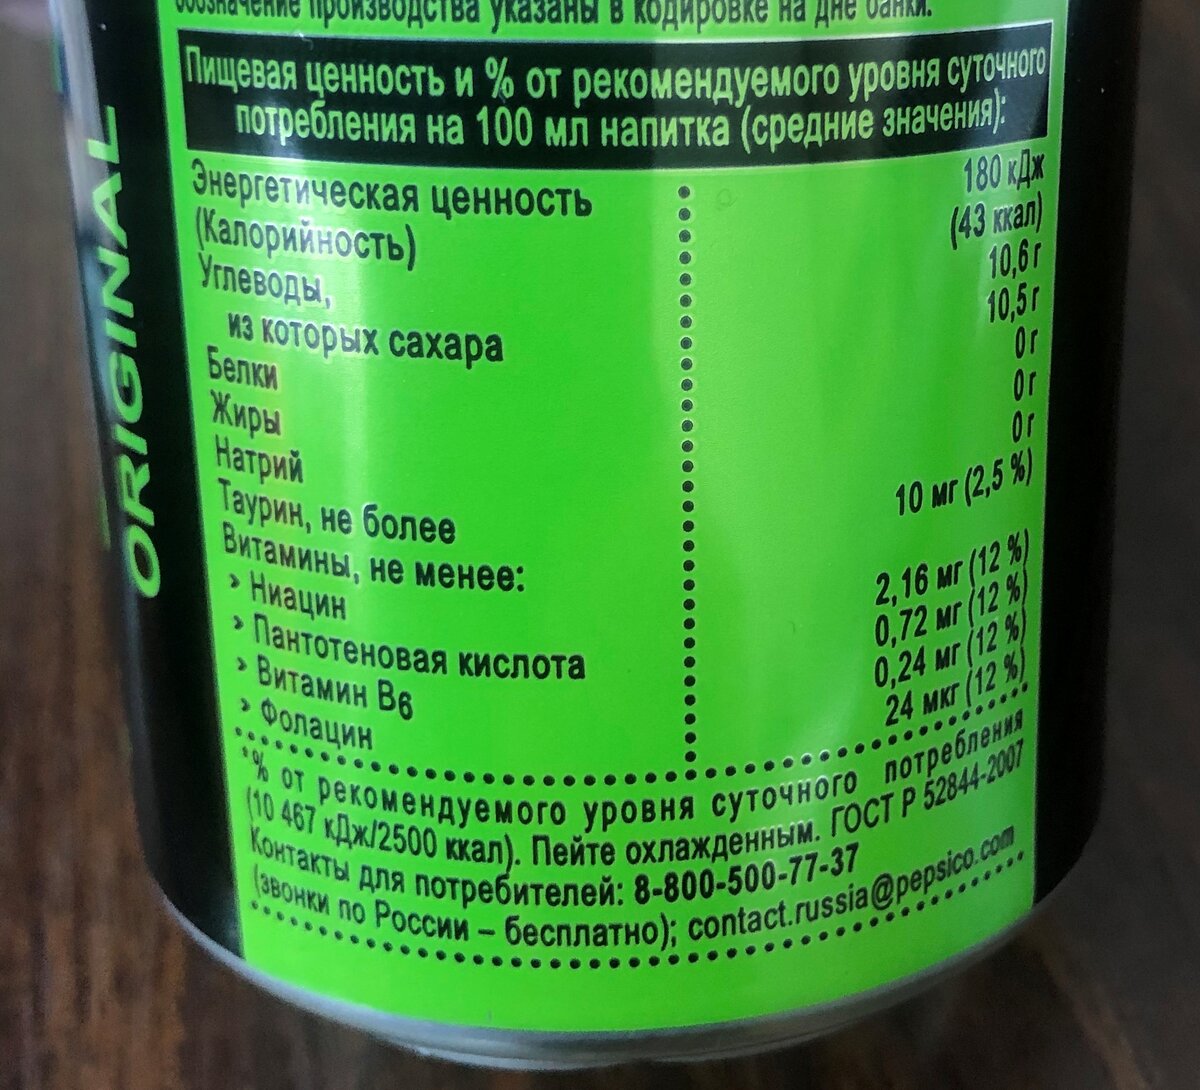 обозначение производства указаны в кодировке на дне банки.
Пищевая ценность и % от рекомендуемого уровня суточного
потребления на 100 мл напитка (средние значения):
Энергетическая ценность 180 кДж
(Калорийность) (43 ккал)
Углеводы, 10,6 г
из которых сахара 10,5 г
Белки 0 г
Жиры 0 г
Натрий 0 г
Таурин, не более 10 мг (2,5 %)
Витамины, не менее:
› Ниацин 2,16 мг (12 %)
› Пантотеновая кислота 0,72 мг (12 %)
› Витамин B6 0,24 мг (12 %)
› Фолацин 24 мкг (12 %)
*% от рекомендуемого уровня суточного потребления
(10 467 кДж/2500 ккал). Пейте охлажденным. ГОСТ Р 52844-2007
Контакты для потребителей: 8-800-500-77-37
(звонки по России – бесплатно); contact.russia@pepsico.com
ORIGINAL